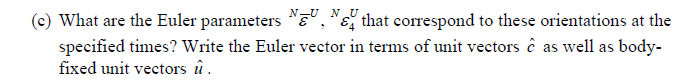 (c) What are the Euler parameters ᴺε̄ᵁ, ᴺε₄ᵁ that correspond to these orientations at the
specified times? Write the Euler vector in terms of unit vectors ĉ as well as body-
fixed unit vectors û .